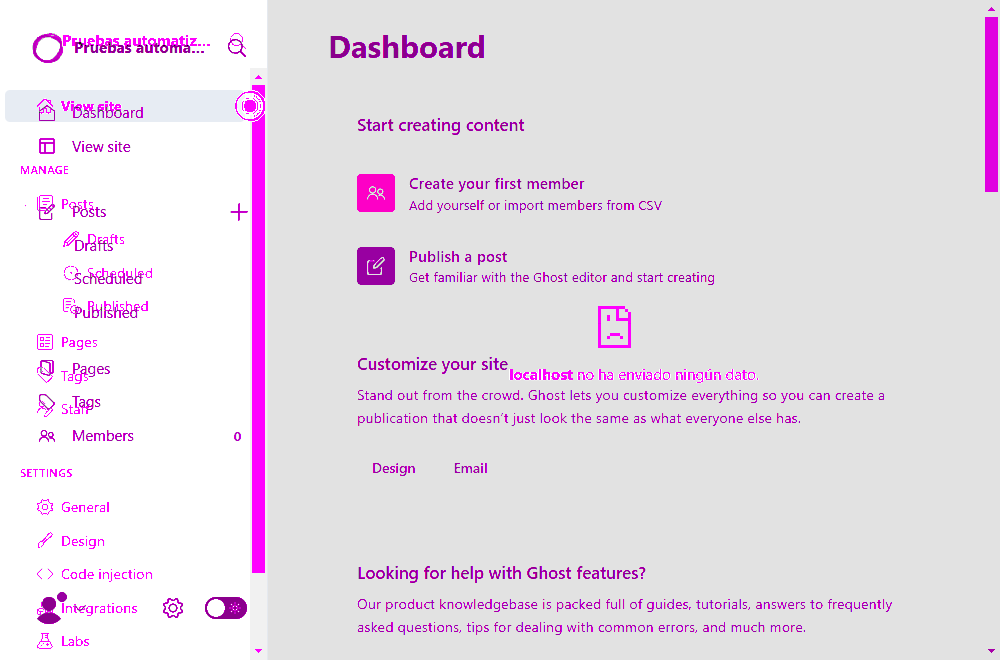 Pruebas automatiz...
Pruebas automa...
Dashboard
View site
Dashboard
View site
MANAGE
Posts
Posts
Drafts
Drafts
Scheduled
Scheduled
Published
Published
Pages
Pages
Tags
Tags
Staff
Members 0
SETTINGS
General
Design
Code injection
Integrations
Labs
Start creating content
Create your first member
Add yourself or import members from CSV
Publish a post
Get familiar with the Ghost editor and start creating
Customize your site
localhost no ha enviado ningún dato.
Stand out from the crowd. Ghost lets you customize everything so you can create a
publication that doesn’t just look the same as what everyone else has.
Design Email
Looking for help with Ghost features?
Our product knowledgebase is packed full of guides, tutorials, answers to frequently
asked questions, tips for dealing with common errors, and much more.